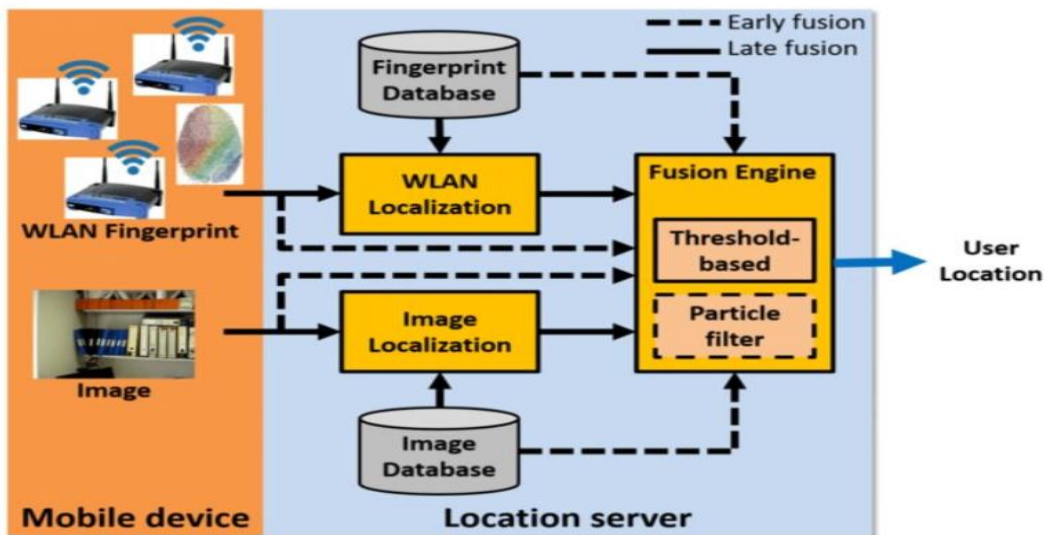 Early fusion
Late fusion
Fingerprint
Database
WLAN
Localization
Fusion Engine
WLAN Fingerprint
Threshold-
based
User
Location
Particle
filter
Image
Localization
Image
Image
Database
Mobile device
Location server